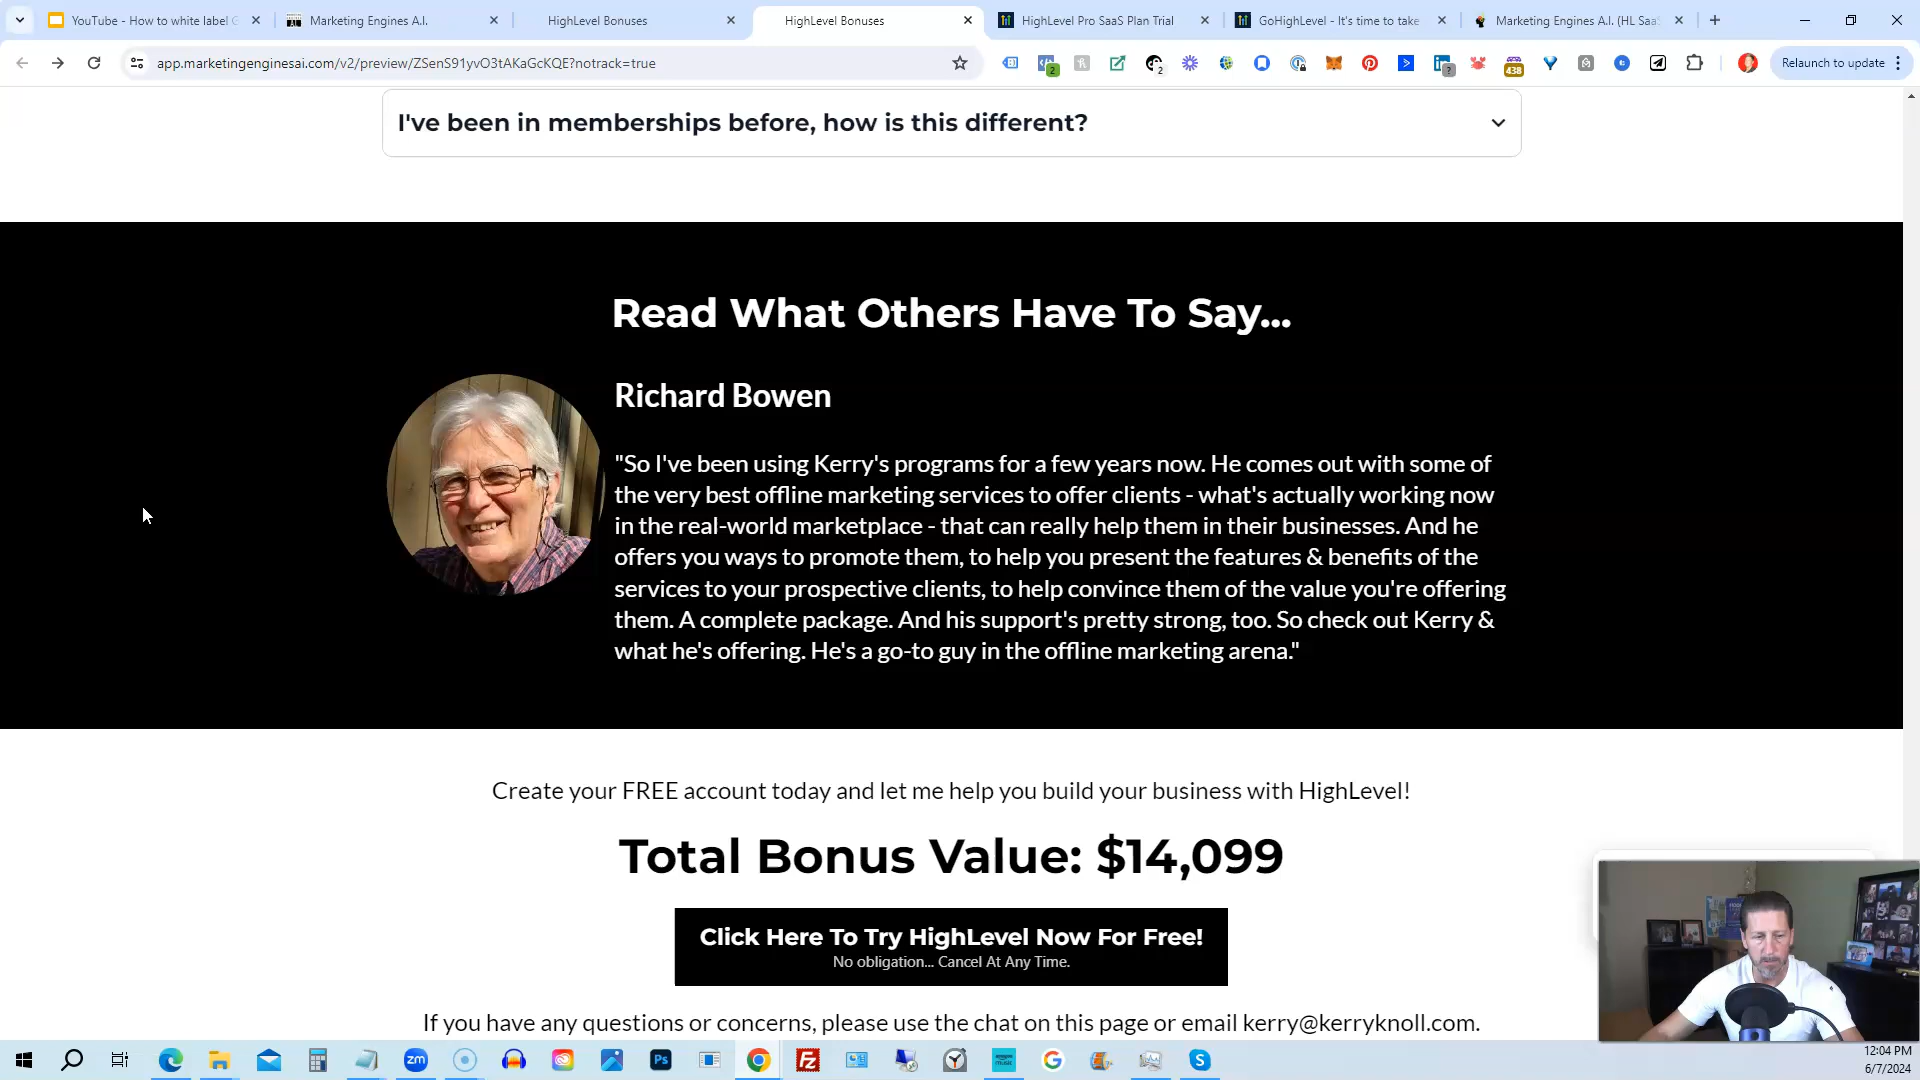 YouTube - How to white label G
Marketing Engines A.I.
HighLevel Bonuses
HighLevel Bonuses
HighLevel Pro SaaS Plan Trial
GoHighLevel - It's time to take
Marketing Engines A.I. (HL SaaS
app.marketingenginesai.com/v2/preview/ZSenS91yvO3tAKaGcKQE?notrack=true
2
2
?
438
Relaunch to update
I've been in memberships before, how is this different?
Read What Others Have To Say...
Richard Bowen
"So I've been using Kerry's programs for a few years now. He comes out with some of
the very best offline marketing services to offer clients - what's actually working now
in the real-world marketplace - that can really help them in their businesses. And he
offers you ways to promote them, to help you present the features & benefits of the
services to your prospective clients, to help convince them of the value you're offering
them. A complete package. And his support's pretty strong, too. So check out Kerry &
what he's offering. He's a go-to guy in the offline marketing arena."
Create your FREE account today and let me help you build your business with HighLevel!
Total Bonus Value: $14,099
Click Here To Try HighLevel Now For Free!
No obligation... Cancel At Any Time.
If you have any questions or concerns, please use the chat on this page or email kerry@kerryknoll.com.
zm
Ps
FZ
music
12:04 PM
6/7/2024